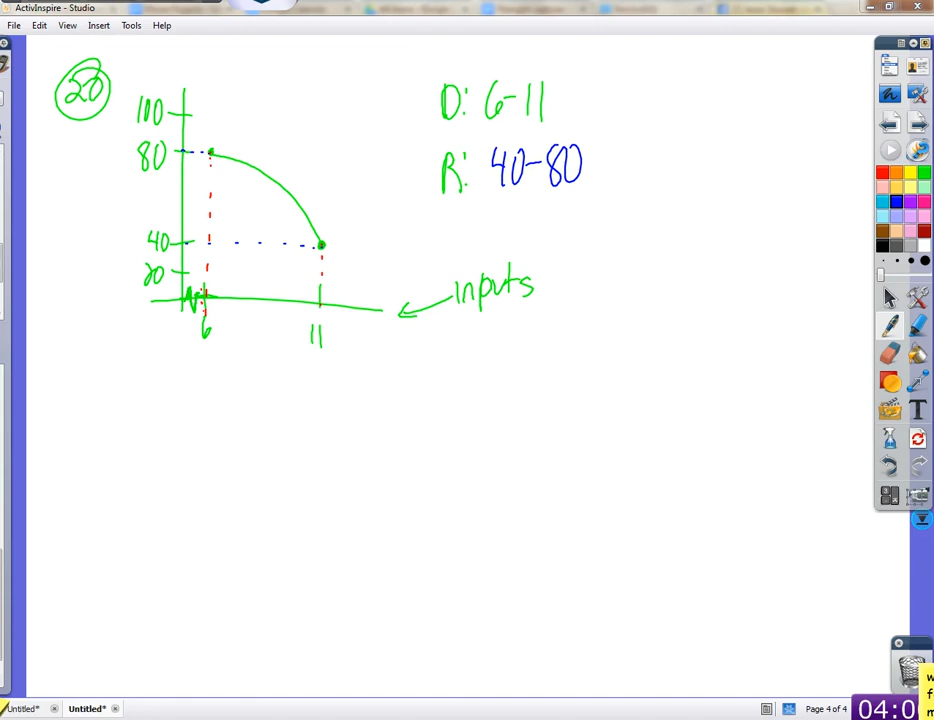 ActivInspire - Studio
File Edit View Insert Tools Help
20
100
80
40
20
6
11
D: 6-11
R: 40-80
inputs
T
Untitled*
Untitled*
Page 4 of 4
04:0
w
f
m